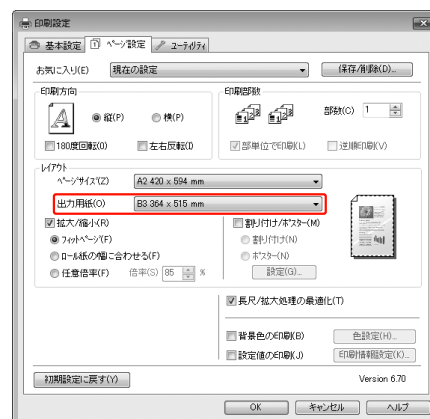 印刷設定
基本設定 ページ設定 ユーティリティ
お気に入り(E) 現在の設定 保存/削除(D)...
印刷方向 印刷部数
縦(P) 横(P) 部数(C) 1
180度回転(O) 左右反転(I) 部単位で印刷(L) 逆順印刷(V)
レイアウト
ページサイズ(Z) A2 420 x 594 mm
出力用紙(O) B3 364 x 515 mm
拡大/縮小(R) 割り付け/ポスター(M)
フィットページ(F) 割り付け(N)
ロール紙の幅に合わせる(F) ポスター(N)
任意倍率(F) 倍率(S) 85 % 設定(G)...
長尺/拡大処理の最適化(T)
背景色の印刷(B) 色設定(H)...
設定値の印刷(J) 印刷情報設定(K)...
初期設定に戻す(Y) Version 6.70
OK キャンセル ヘルプ